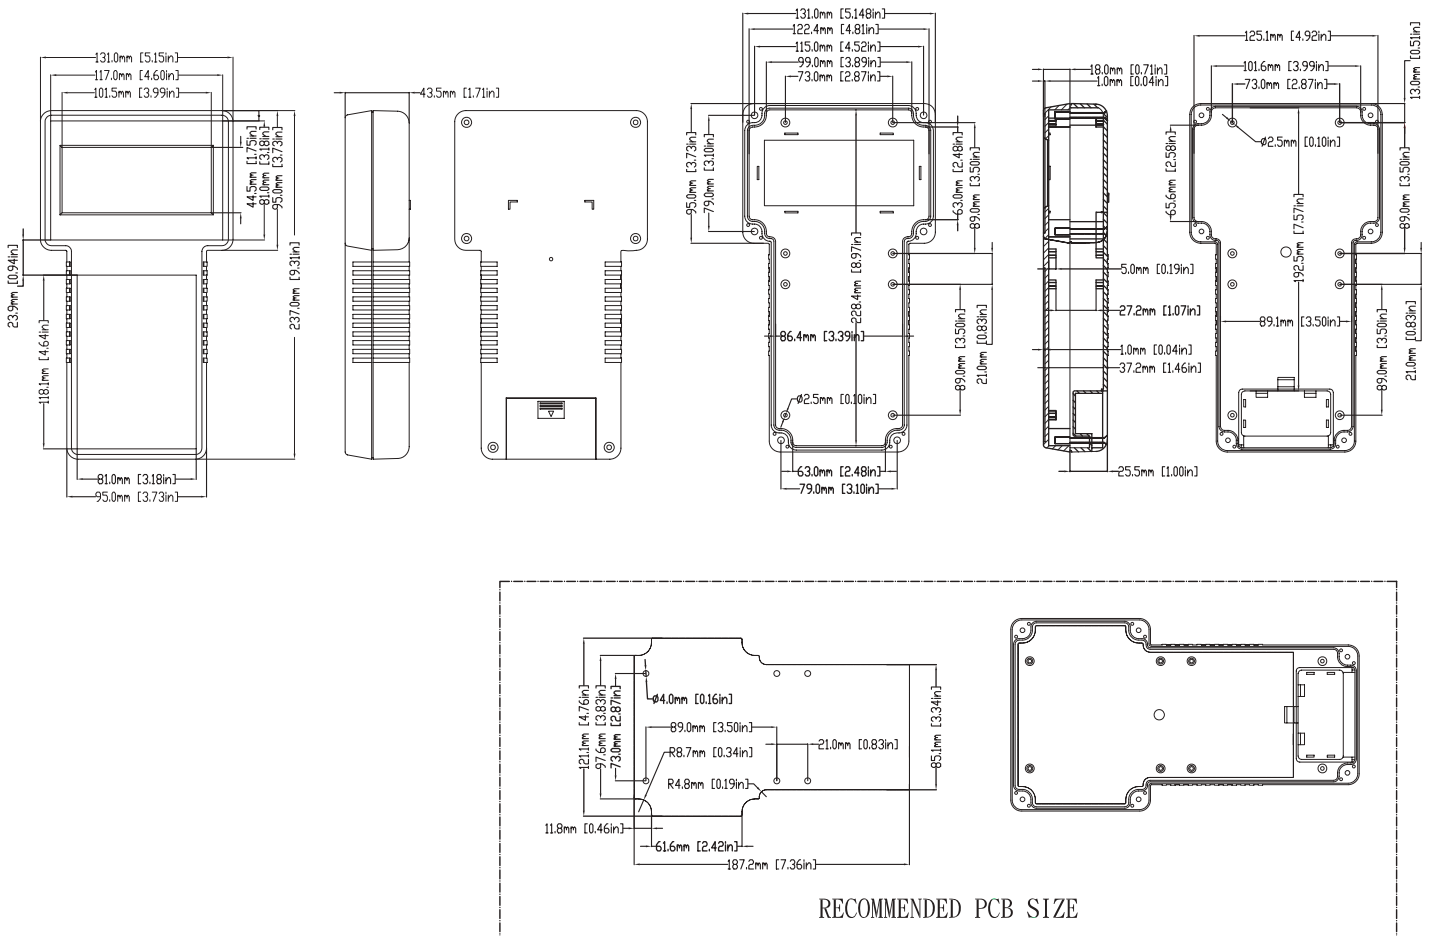 131.0mm [5.15in]
117.0mm [4.60in]
101.5mm [3.99in]
44.5mm [1.75in]
81.0mm [3.18in]
95.0mm [3.73in]
237.0mm [9.31in]
23.9mm [0.94in]
118.1mm [4.64in]
81.0mm [3.18in]
95.0mm [3.73in]
43.5mm [1.71in]
131.0mm [5.148in]
122.4mm [4.81in]
115.0mm [4.52in]
99.0mm [3.89in]
73.0mm [2.87in]
95.0mm [3.73in]
79.0mm [3.10in]
63.0mm [2.48in]
89.0mm [3.50in]
228.4mm [8.97in]
86.4mm [3.39in]
89.0mm [3.50in]
21.0mm [0.83in]
Ø2.5mm [0.10in]
63.0mm [2.48in]
79.0mm [3.10in]
18.0mm [0.71in]
1.0mm [0.04in]
5.0mm [0.19in]
27.2mm [1.07in]
1.0mm [0.04in]
37.2mm [1.46in]
25.5mm [1.00in]
125.1mm [4.92in]
101.6mm [3.99in]
73.0mm [2.87in]
13.0mm [0.51in]
Ø2.5mm [0.10in]
65.6mm [2.58in]
89.0mm [3.50in]
192.5mm [7.57in]
89.1mm [3.50in]
89.0mm [3.50in]
21.0mm [0.83in]
121.1mm [4.76in]
97.6mm [3.83in]
73.0mm [2.87in]
Ø4.0mm [0.16in]
89.0mm [3.50in]
21.0mm [0.83in]
R8.7mm [0.34in]
R4.8mm [0.19in]
85.1mm [3.34in]
11.8mm [0.46in]
61.6mm [2.42in]
187.2mm [7.36in]
RECOMMENDED PCB SIZE